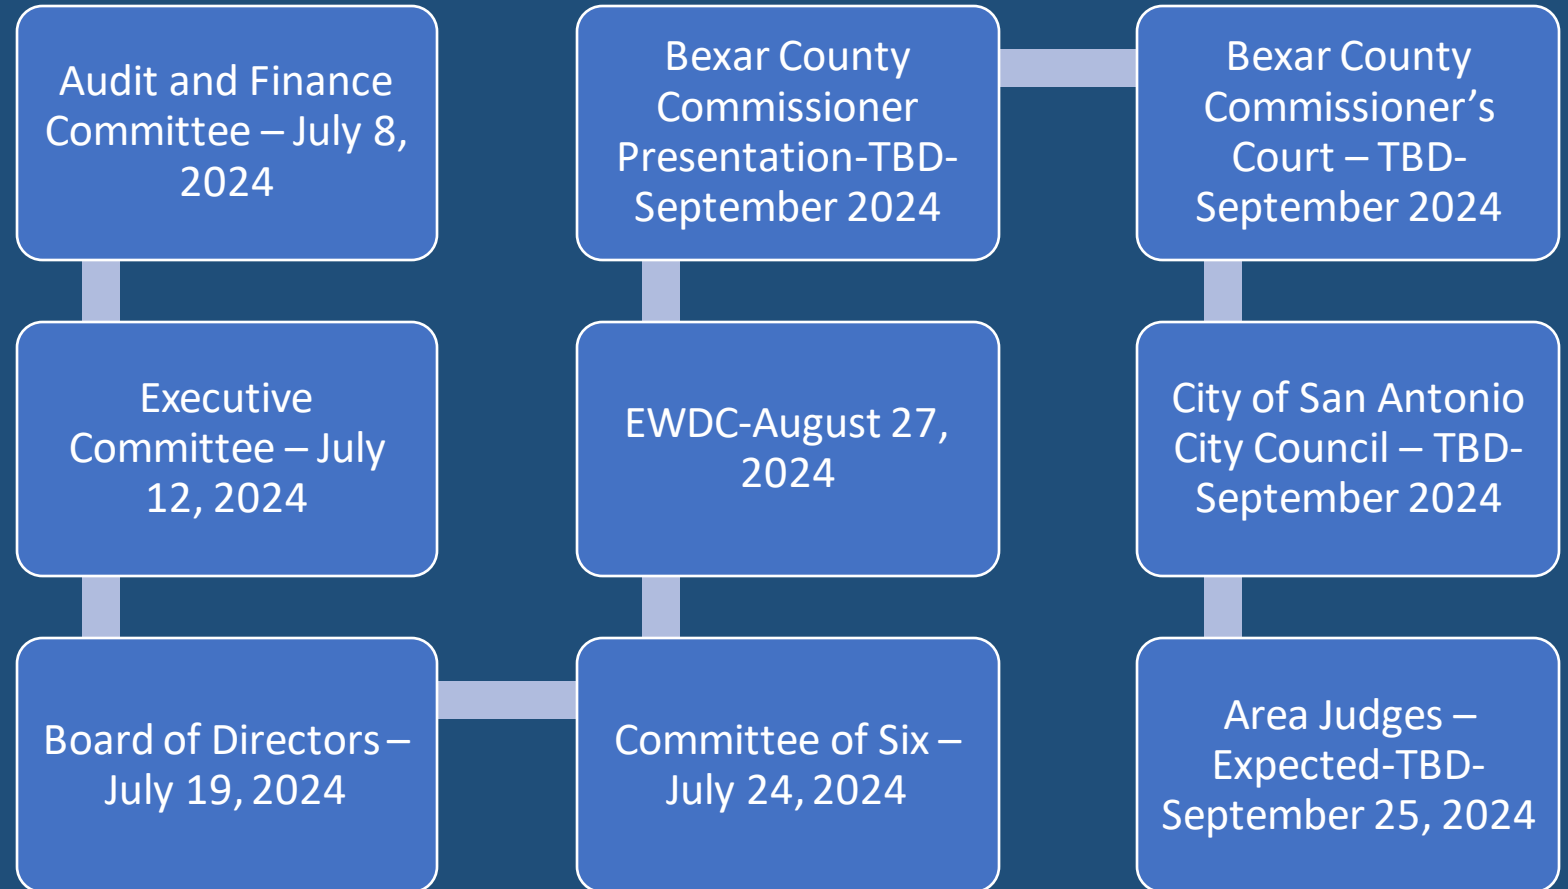 Audit and Finance
Committee – July 8,
2024
Executive
Committee – July
12, 2024
Board of Directors –
July 19, 2024
Committee of Six –
July 24, 2024
EWDC-August 27,
2024
Bexar County
Commissioner
Presentation-TBD-
September 2024
Bexar County
Commissioner’s
Court – TBD-
September 2024
City of San Antonio
City Council – TBD-
September 2024
Area Judges –
Expected-TBD-
September 25, 2024